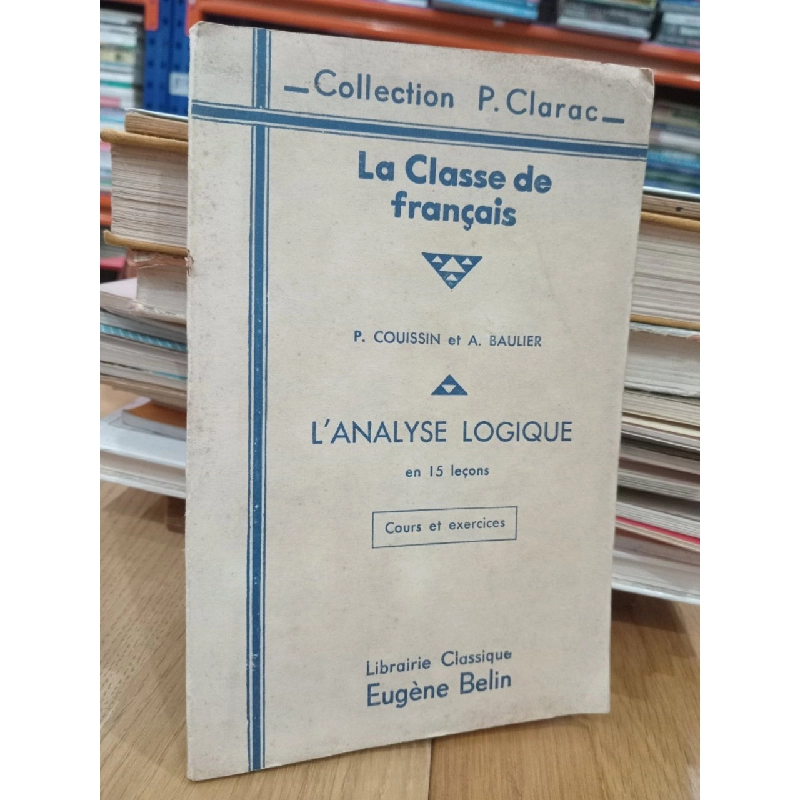 Collection P. Clarac
La Classe de
français
P. COUISSIN et A. BAULIER
L'ANALYSE LOGIQUE
en 15 leçons
Cours et exercices
Librairie Classique
Eugène Belin